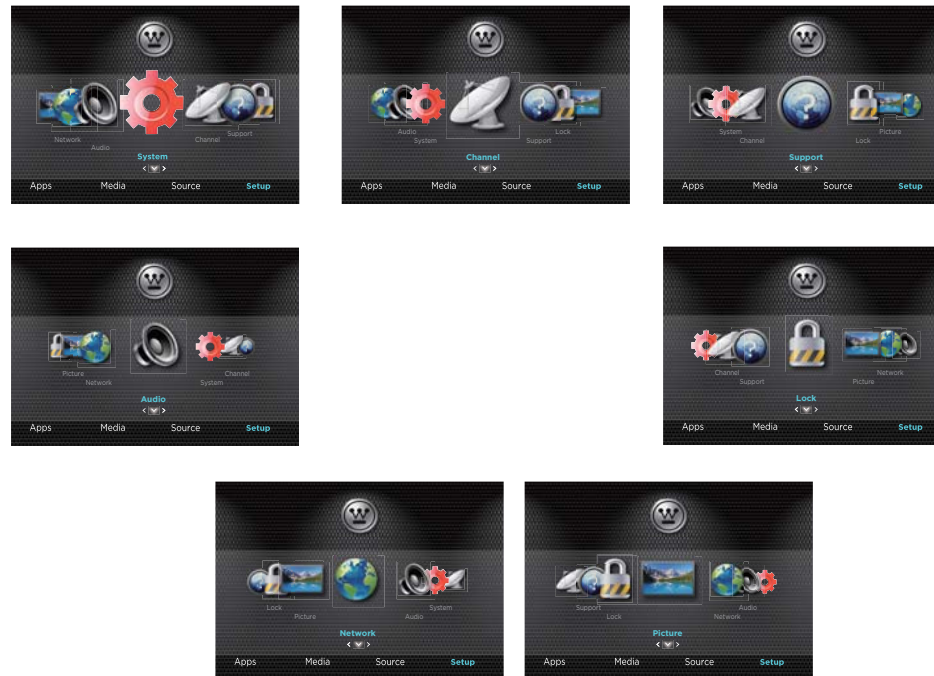 W
Network
Audio
Channel
Support
System
Apps Media Source Setup
W
Audio
System
Support
Lock
Channel
Apps Media Source Setup
W
System
Channel
Lock
Picture
Support
Apps Media Source Setup
W
Picture
Network
System
Channel
Audio
Apps Media Source Setup
W
Channel
Support
Picture
Network
Lock
Apps Media Source Setup
W
Lock
Picture
Audio
System
Network
Apps Media Source Setup
W
Support
Lock
Network
Audio
Picture
Apps Media Source Setup